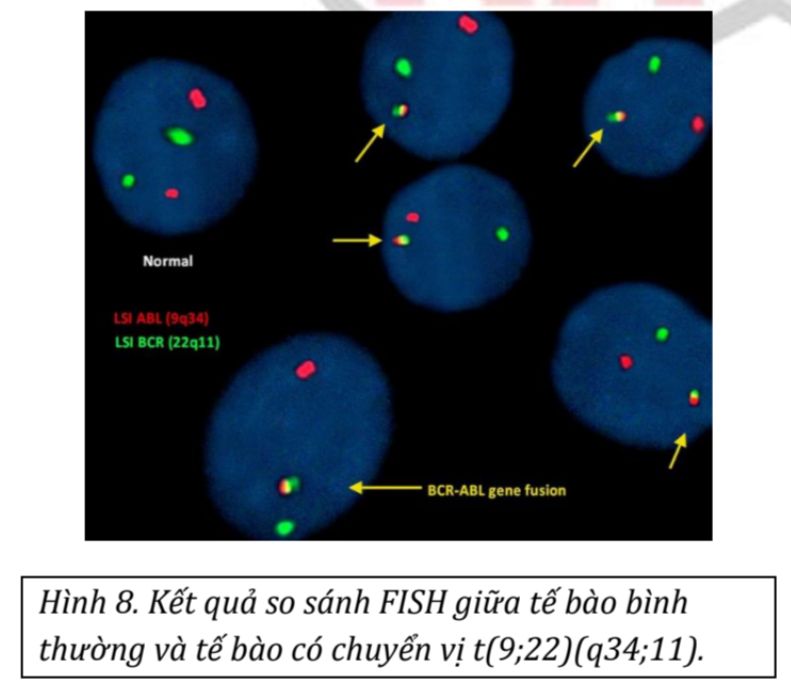 Normal
LSI ABL (9q34)
LSI BCR (22q11)
BCR-ABL gene fusion
Hình 8. Kết quả so sánh FISH giữa tế bào bình
thường và tế bào có chuyển vị t(9;22)(q34;11).